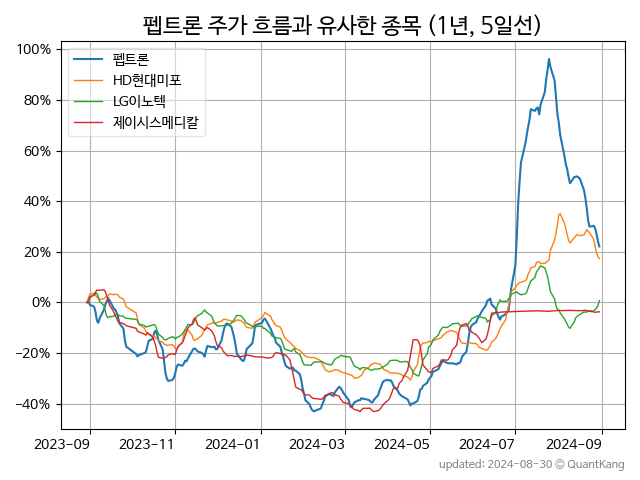 펩트론 주가 흐름과 유사한 종목 (1년, 5일선)
100%
80%
60%
40%
20%
0%
−20%
−40%
펩트론
HD현대미포
LG이노텍
제이시스메디칼
2023-09
2023-11
2024-01
2024-03
2024-05
2024-07
2024-09
updated: 2024-08-30 © QuantKang